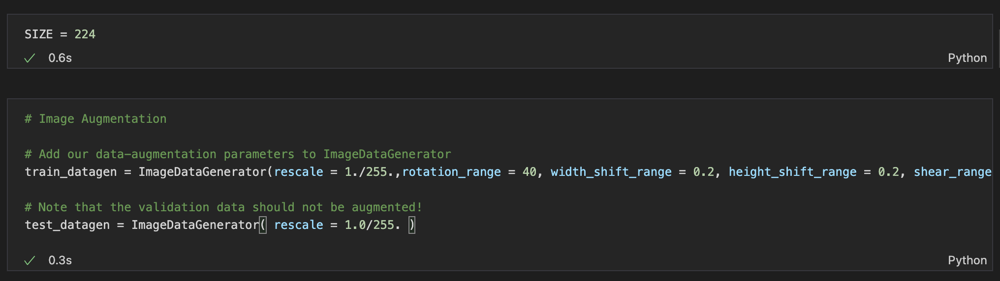 SIZE = 224
0.6s
Python
# Image Augmentation
# Add our data-augmentation parameters to ImageDataGenerator
train_datagen = ImageDataGenerator(rescale = 1./255.,rotation_range = 40, width_shift_range = 0.2, height_shift_range = 0.2, shear_range
# Note that the validation data should not be augmented!
test_datagen = ImageDataGenerator( rescale = 1.0/255. )
0.3s
Python